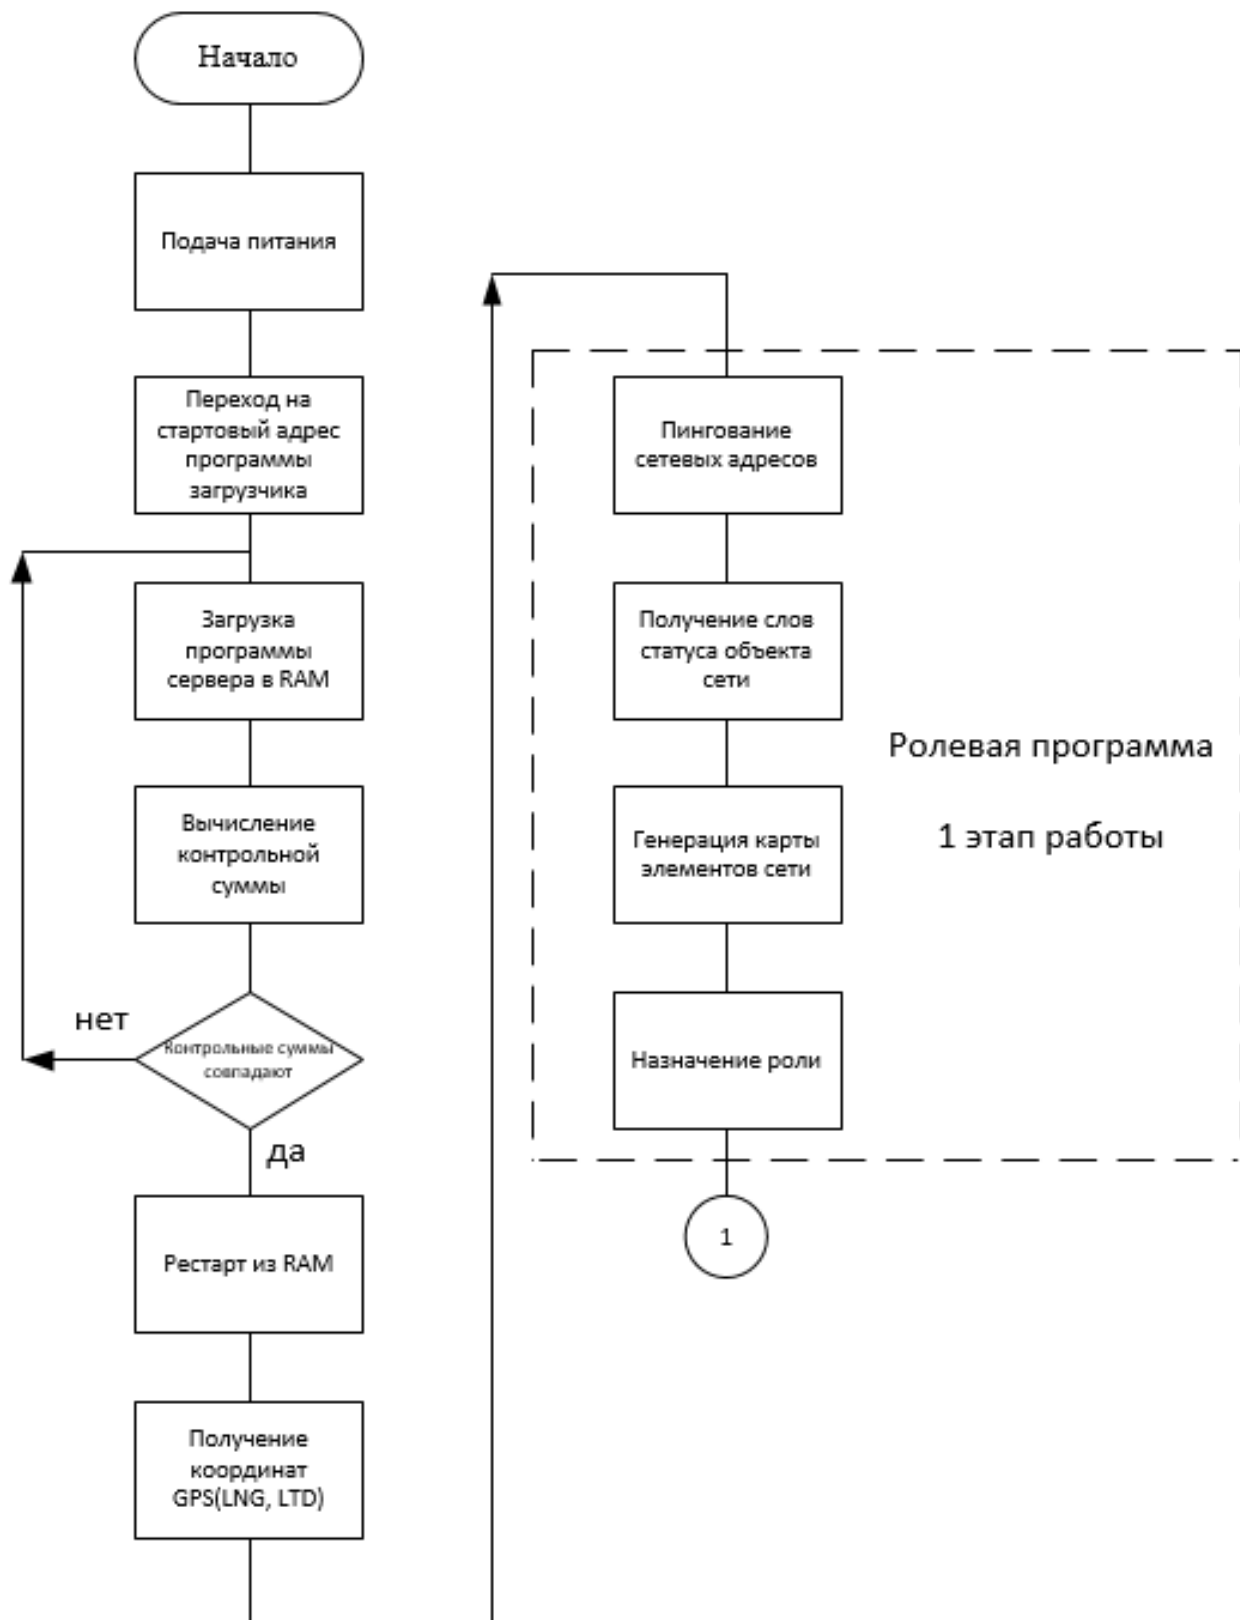 Начало
Подача питания
Переход на
стартовый адрес
программы
загрузчика
Загрузка
программы
сервера в RAM
Вычисление
контрольной
суммы
нет
Контрольные суммы
совпадают
да
Рестарт из RAM
Получение
координат
GPS(LNG, LTD)
Пингование
сетевых адресов
Получение слов
статуса объекта
сети
Генерация карты
элементов сети
Назначение роли
1
Ролевая программа
1 этап работы